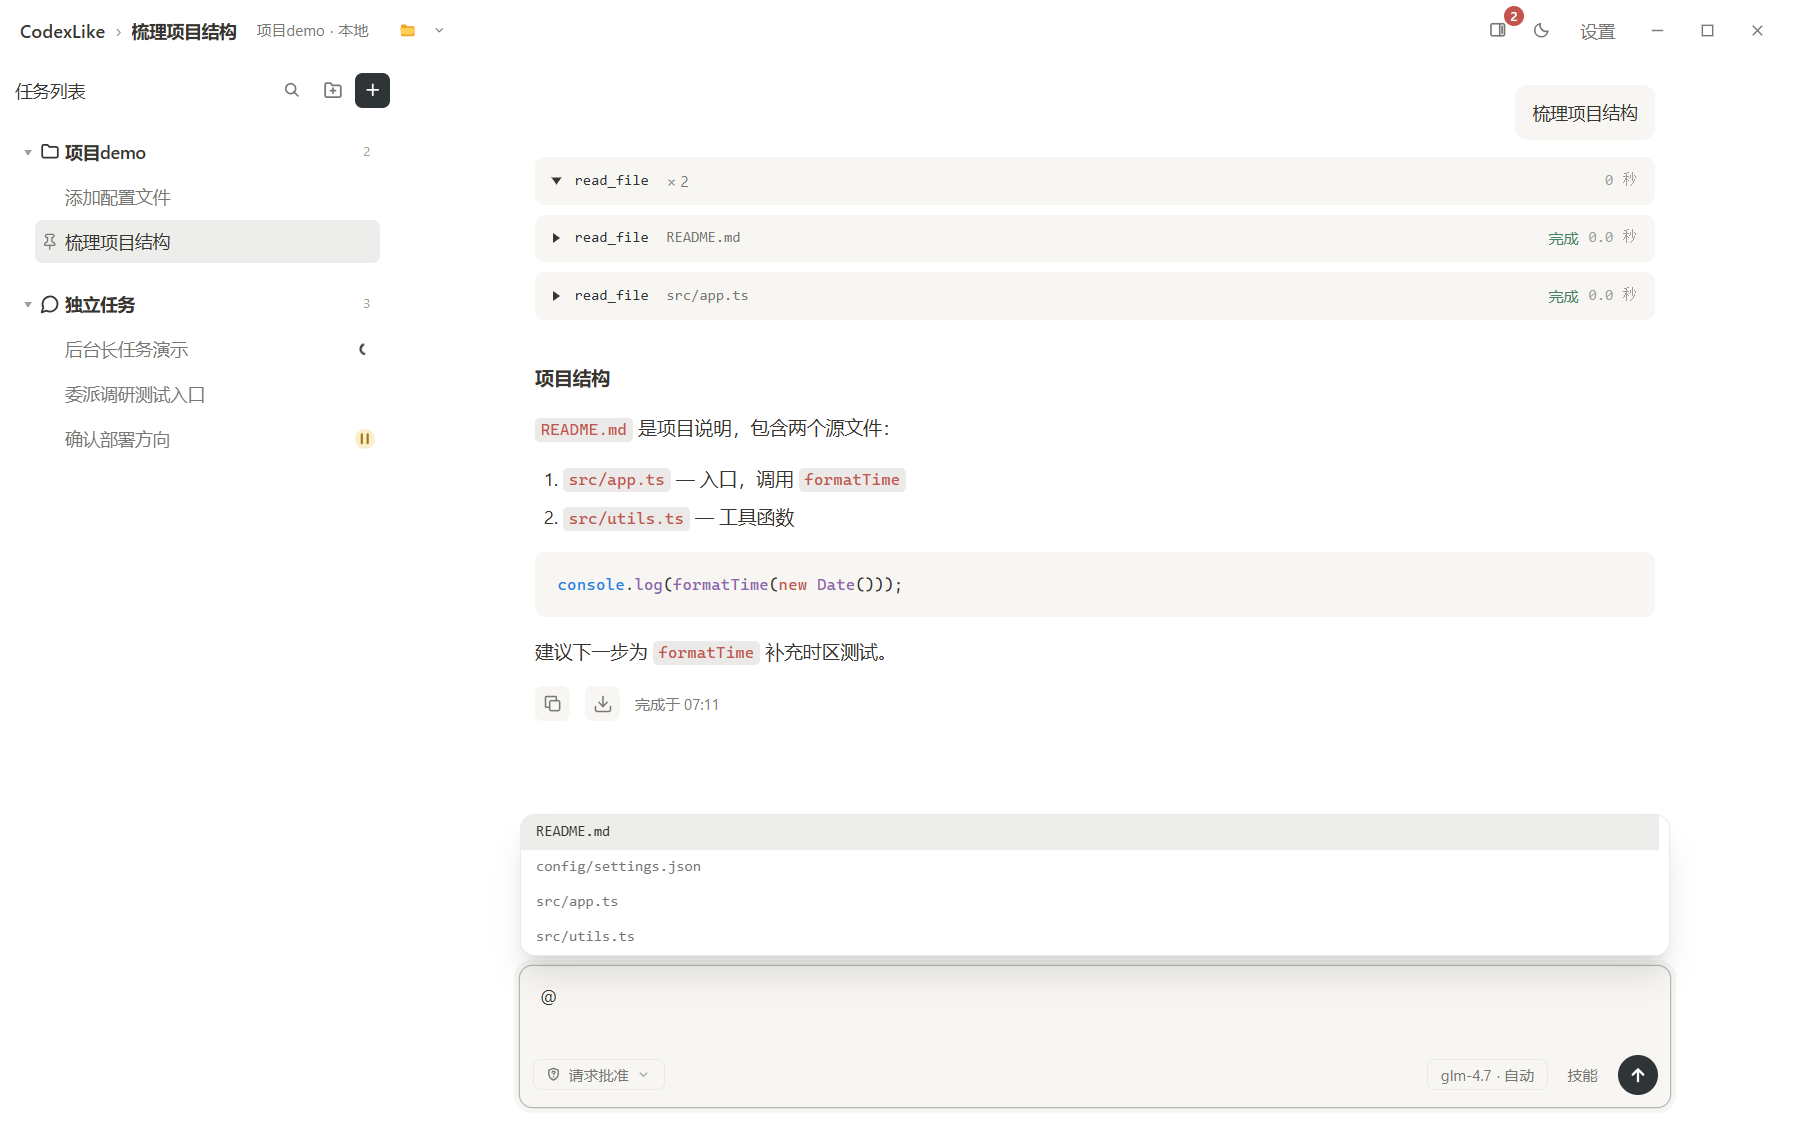 CodexLike › 梳理项目结构 项目demo · 本地
2
设置
任务列表
项目demo 2
添加配置文件
梳理项目结构
独立任务 3
后台长任务演示
委派调研测试入口
确认部署方向
梳理项目结构
read_file × 2 0 秒
read_file README.md 完成 0.0 秒
read_file src/app.ts 完成 0.0 秒
项目结构
README.md 是项目说明，包含两个源文件：
1. src/app.ts — 入口，调用 formatTime
2. src/utils.ts — 工具函数
console.log(formatTime(new Date()));
建议下一步为 formatTime 补充时区测试。
完成于 07:11
README.md
config/settings.json
src/app.ts
src/utils.ts
@
请求批准
glm-4.7 · 自动 技能